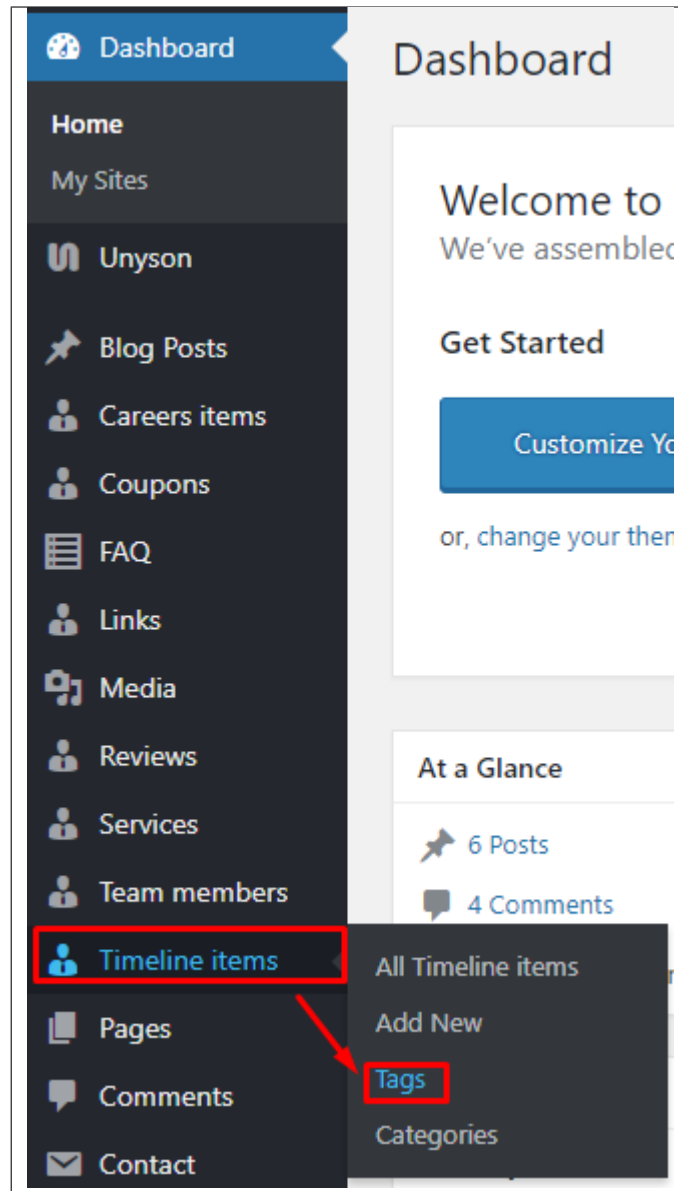 Dashboard
Home
My Sites
Unyson
Blog Posts
Careers items
Coupons
FAQ
Links
Media
Reviews
Services
Team members
Timeline items
Pages
Comments
Contact
Dashboard
Welcome to
We've assembled
Get Started
Customize Yo
or, change your them
At a Glance
6 Posts
4 Comments
All Timeline items
Add New
Tags
Categories